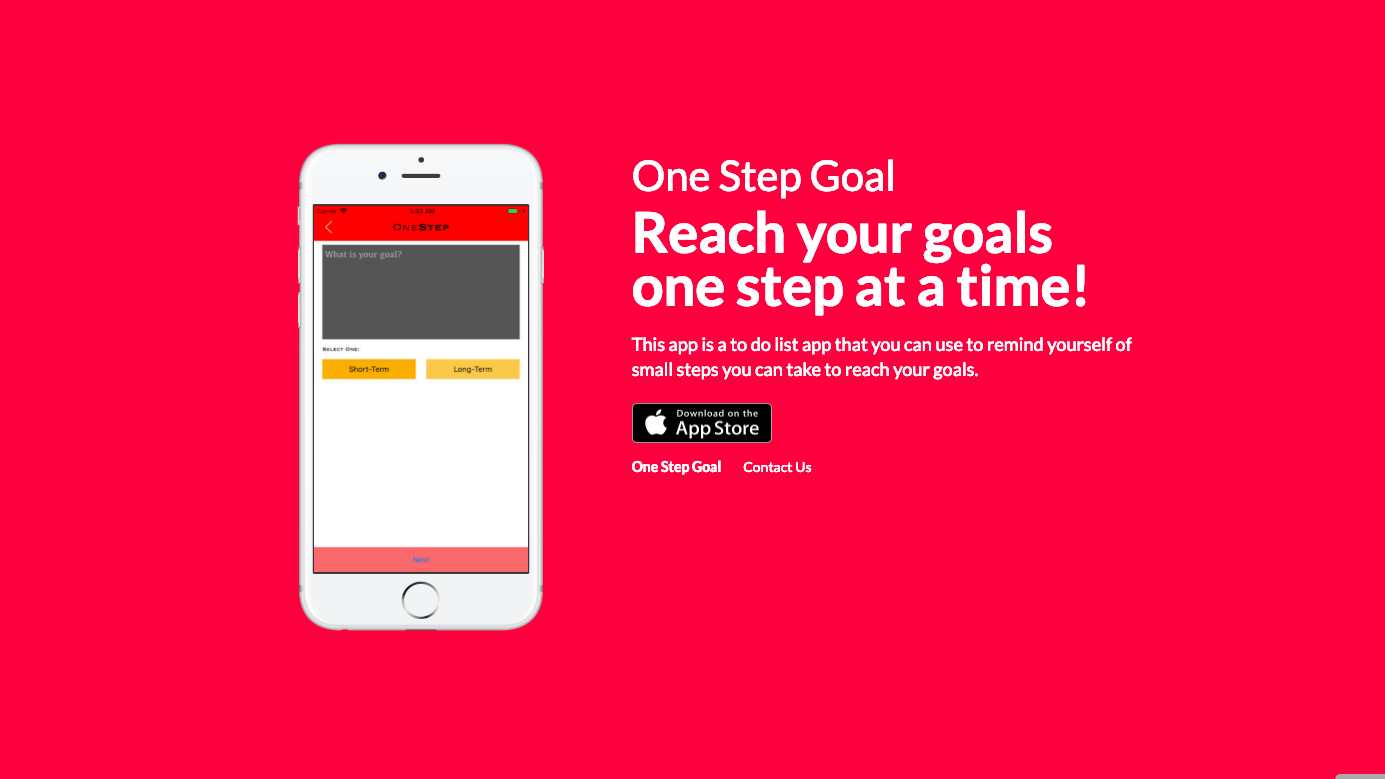 Carrier 9:33 AM
OneStep
What is your goal?
Select One:
Short-Term Long-Term
Next
One Step Goal
Reach your goals
one step at a time!
This app is a to do list app that you can use to remind yourself of
small steps you can take to reach your goals.
Download on the
App Store
One Step Goal Contact Us